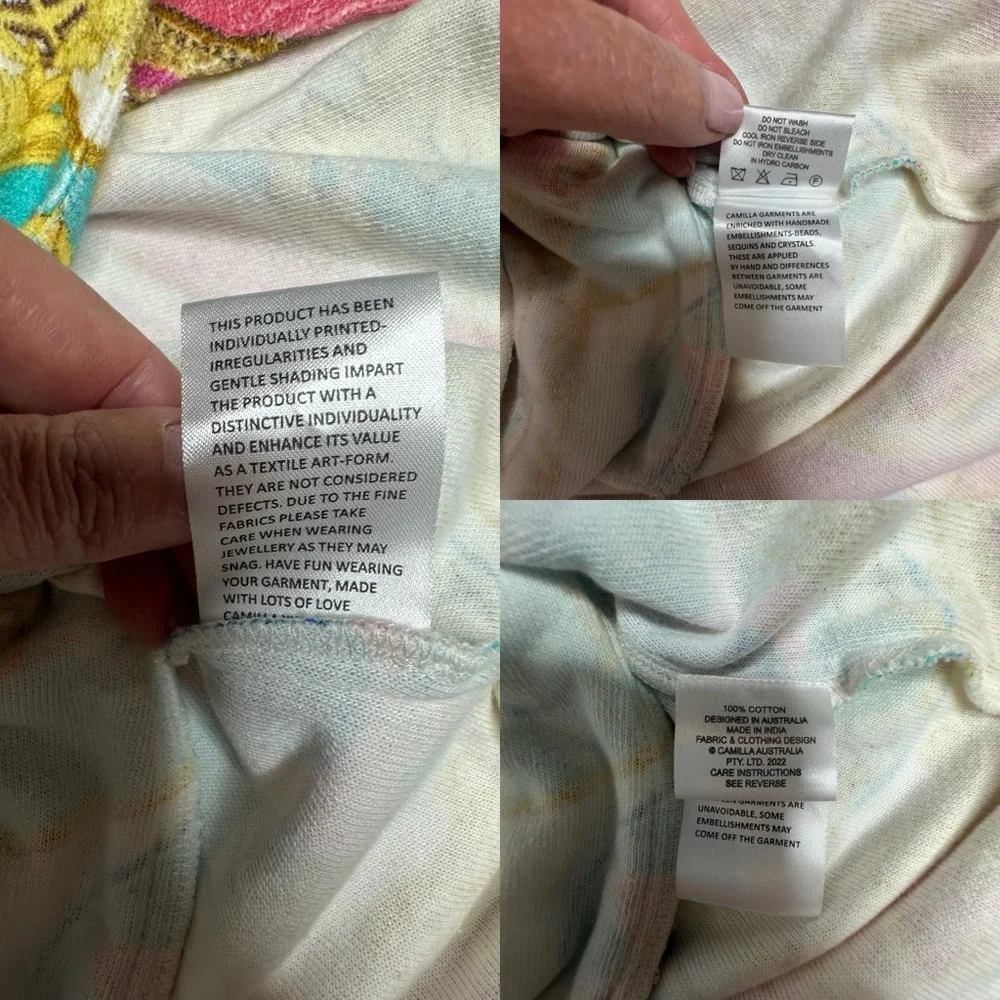 THIS PRODUCT HAS BEEN
INDIVIDUALLY PRINTED-
IRREGULARITIES AND
GENTLE SHADING IMPART
THE PRODUCT WITH A
DISTINCTIVE INDIVIDUALITY
AND ENHANCE ITS VALUE
AS A TEXTILE ART-FORM.
THEY ARE NOT CONSIDERED
DEFECTS. DUE TO THE FINE
FABRICS PLEASE TAKE
CARE WHEN WEARING
JEWELLERY AS THEY MAY
SNAG. HAVE FUN WEARING
YOUR GARMENT, MADE
WITH LOTS OF LOVE
DO NOT WASH
DO NOT BLEACH
COOL IRON REVERSE SIDE
DO NOT IRON EMBELLISHMENTS
DRY CLEAN
IN HYDRO CARBON
F
CAMILLA GARMENTS ARE
ENRICHED WITH HANDMADE
EMBELLISHMENTS-BEADS,
SEQUINS AND CRYSTALS.
THESE ARE APPLIED
BY HAND AND DIFFERENCES
BETWEEN GARMENTS ARE
UNAVOIDABLE, SOME
EMBELLISHMENTS MAY
COME OFF THE GARMENT
100% COTTON
DESIGNED IN AUSTRALIA
MADE IN INDIA
FABRIC & CLOTHING DESIGN
© CAMILLA AUSTRALIA
PTY. LTD. 2022
CARE INSTRUCTIONS
SEE REVERSE
GARMENTS ARE
UNAVOIDABLE, SOME
EMBELLISHMENTS MAY
COME OFF THE GARMENT